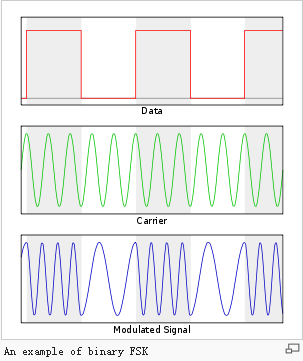 Data
Carrier
Modulated Signal
An example of binary FSK